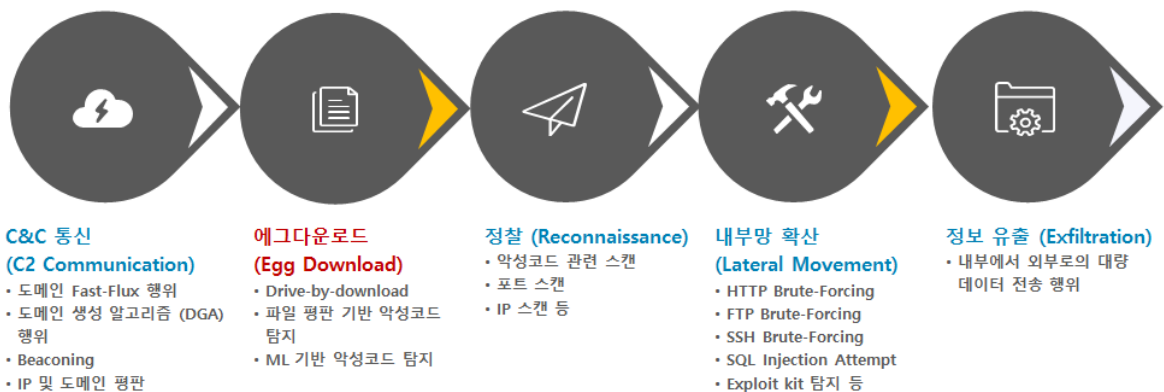 C&C 통신
(C2 Communication)
• 도메인 Fast-Flux 행위
• 도메인 생성 알고리즘 (DGA)
행위
• Beaconing
• IP 및 도메인 평판
에그다운로드
(Egg Download)
• Drive-by-download
• 파일 평판 기반 악성코드
탐지
• ML 기반 악성코드 탐지
정찰 (Reconnaissance)
• 악성코드 관련 스캔
• 포트 스캔
• IP 스캔 등
내부망 확산
(Lateral Movement)
• HTTP Brute-Forcing
• FTP Brute-Forcing
• SSH Brute-Forcing
• SQL Injection Attempt
• Exploit kit 탐지 등
정보 유출 (Exfiltration)
• 내부에서 외부로의 대량
데이터 전송 행위